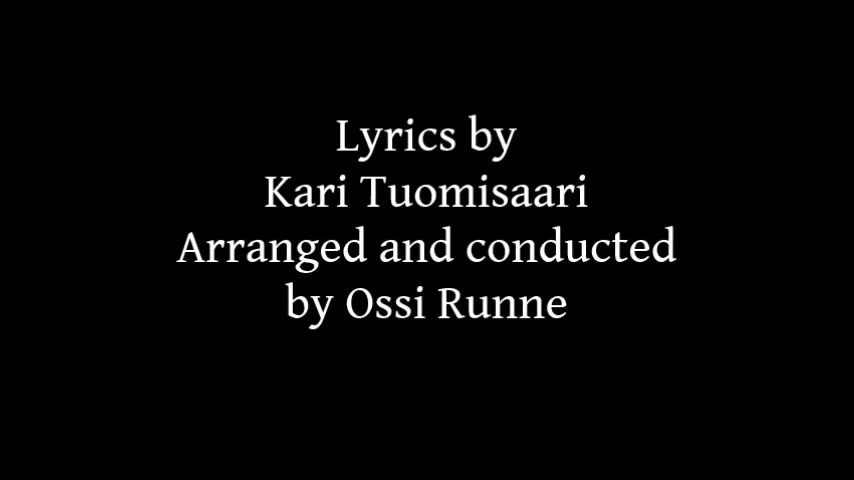 Lyrics by
Kari Tuomisaari
Arranged and conducted
by Ossi Runne